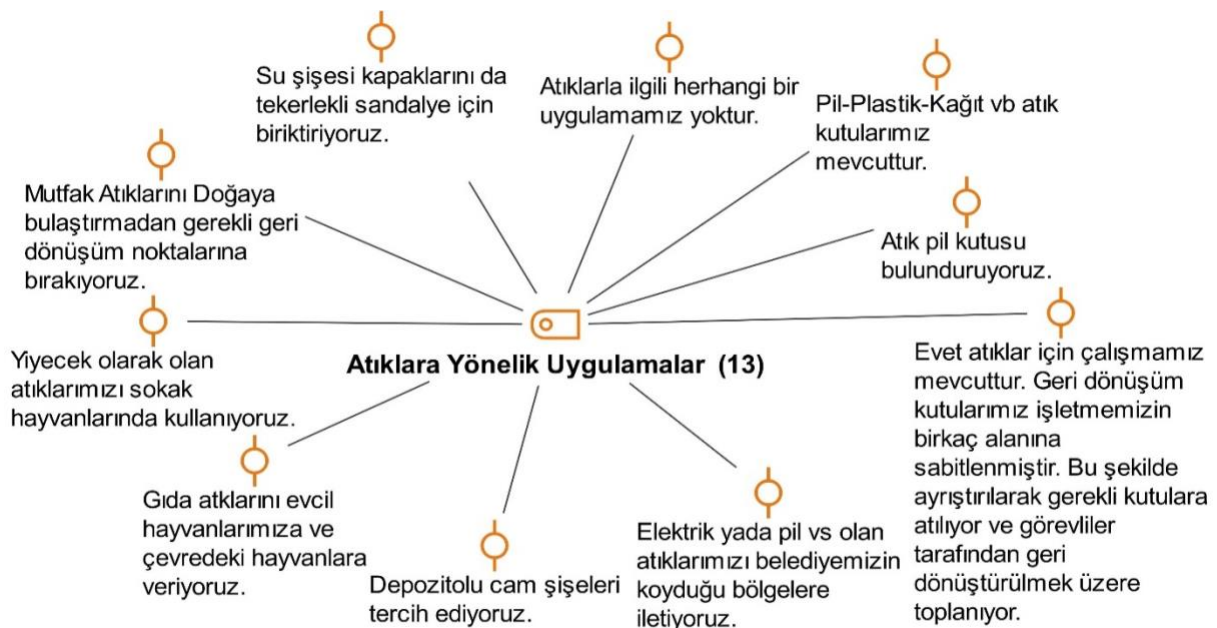 Su şişesi kapaklarını da
tekerlekli sandalye için
biriktiriyoruz.
Atıklarla ilgili herhangi bir
uygulamamız yoktur.
Pil-Plastik-Kağıt vb atık
kutularımız
mevcuttur.
Mutfak Atıklarını Doğaya
bulaştırmadan gerekli geri
dönüşüm noktalarına
bırakıyoruz.
Atık pil kutusu
bulunduruyoruz.
Atıklara Yönelik Uygulamalar (13)
Yiyecek olarak olan
atıklarımızı sokak
hayvanlarında kullanıyoruz.
Evet atıklar için çalışmamız
mevcuttur. Geri dönüşüm
kutularımız işletmemizin
birkaç alanına
sabitlenmiştir. Bu şekilde
ayrıştırılarak gerekli kutulara
atılıyor ve görevliler
tarafından geri
dönüştürülmek üzere
toplanıyor.
Gıda atklarını evcil
hayvanlarımıza ve
çevredeki hayvanlara
veriyoruz.
Depozitolu cam şişeleri
tercih ediyoruz.
Elektrik yada pil vs olan
atıklarımızı belediyemizin
koyduğu bölgelere
iletiyoruz.